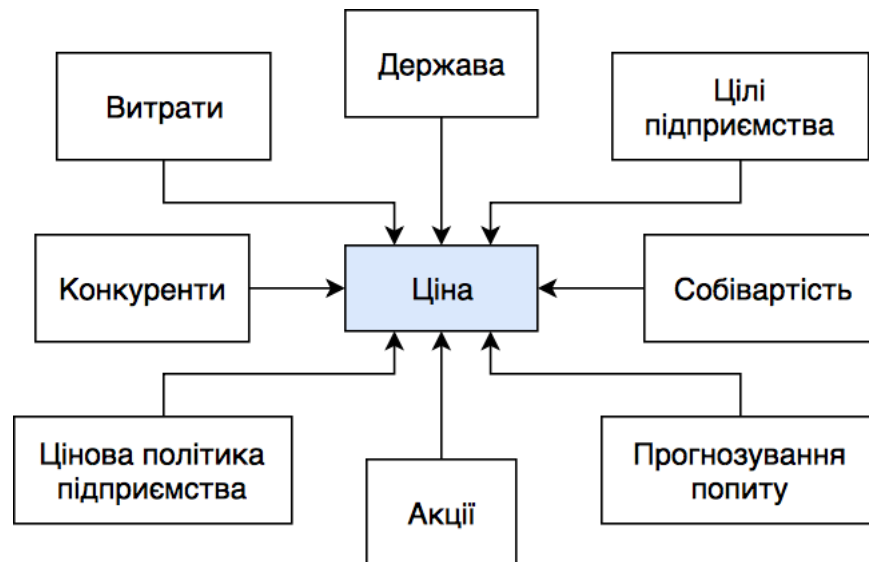 Держава
Витрати
Цілі
підприємства
Конкуренти
Ціна
Собівартість
Цінова політика
підприємства
Акції
Прогнозування
попиту